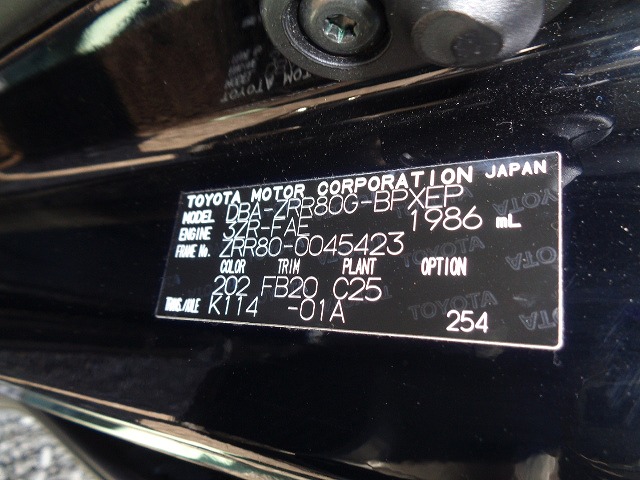 TOYOTA MOTOR CORPORATION JAPAN
MODEL DBA-ZRR80G-BPXEP
ENGINE 3ZR-FAE 1986 mL
FRAME No. ZRR80-0045423
COLOR TRIM PLANT OPTION
202 FB20 C25
TRANS./AXLE K114 -01A
254